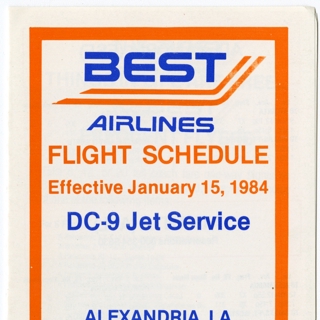 BEST
AIRLINES
FLIGHT SCHEDULE
Effective January 15, 1984
DC-9 Jet Service
ALEXANDRIA, LA